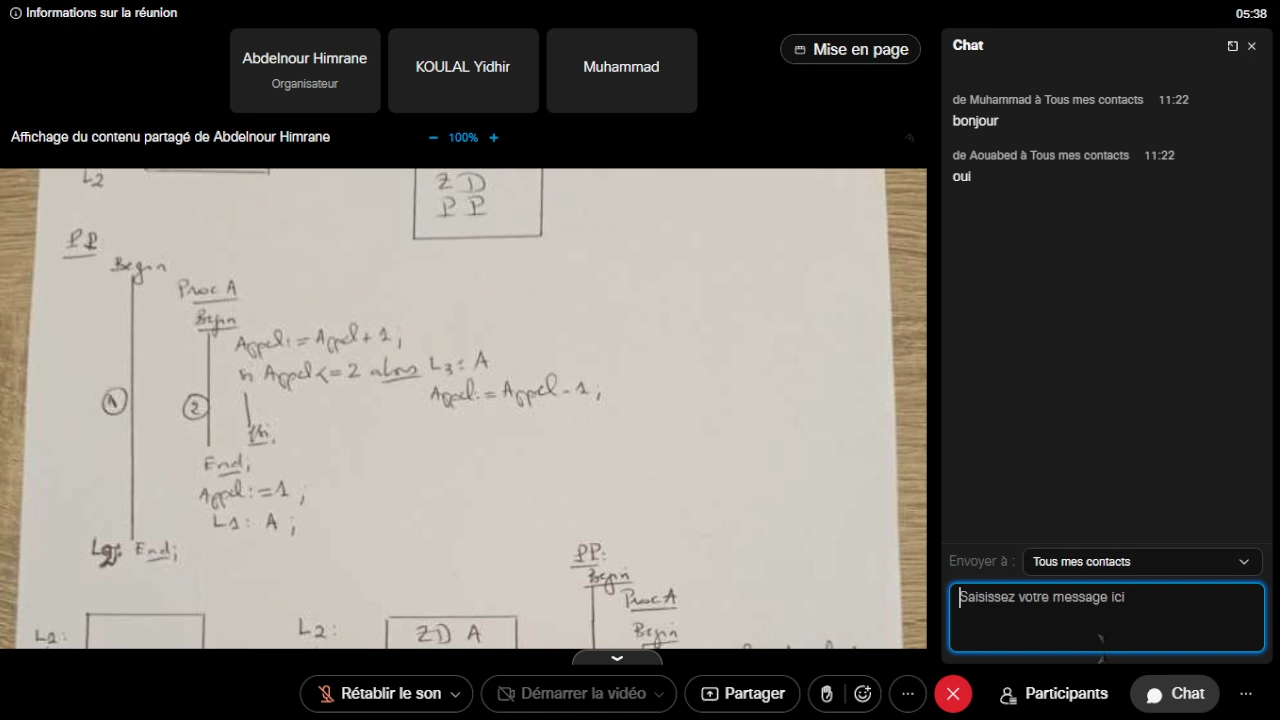 Informations sur la réunion
05:38
Abdelnour Himrane
Organisateur
KOULAL Yidhir
Muhammad
Mise en page
Affichage du contenu partagé de Abdelnour Himrane
− 100% +
L2
Z D
P P
PP
Begin
Proc A
Begin
Appel := Appel + 1 ;
si Appel <= 2 alors L3 : A
Appel := Appel - 1 ;
1
2
fsi ;
End ;
Appel := 1 ;
L1 : A ;
End ;
PP :
Begin
Proc A
Begin
L2 :
ZD A
Chat
de Muhammad à Tous mes contacts 11:22
bonjour
de Aouabed à Tous mes contacts 11:22
oui
Envoyer à : Tous mes contacts
Saisissez votre message ici
Rétablir le son
Démarrer la vidéo
Partager
Participants
Chat